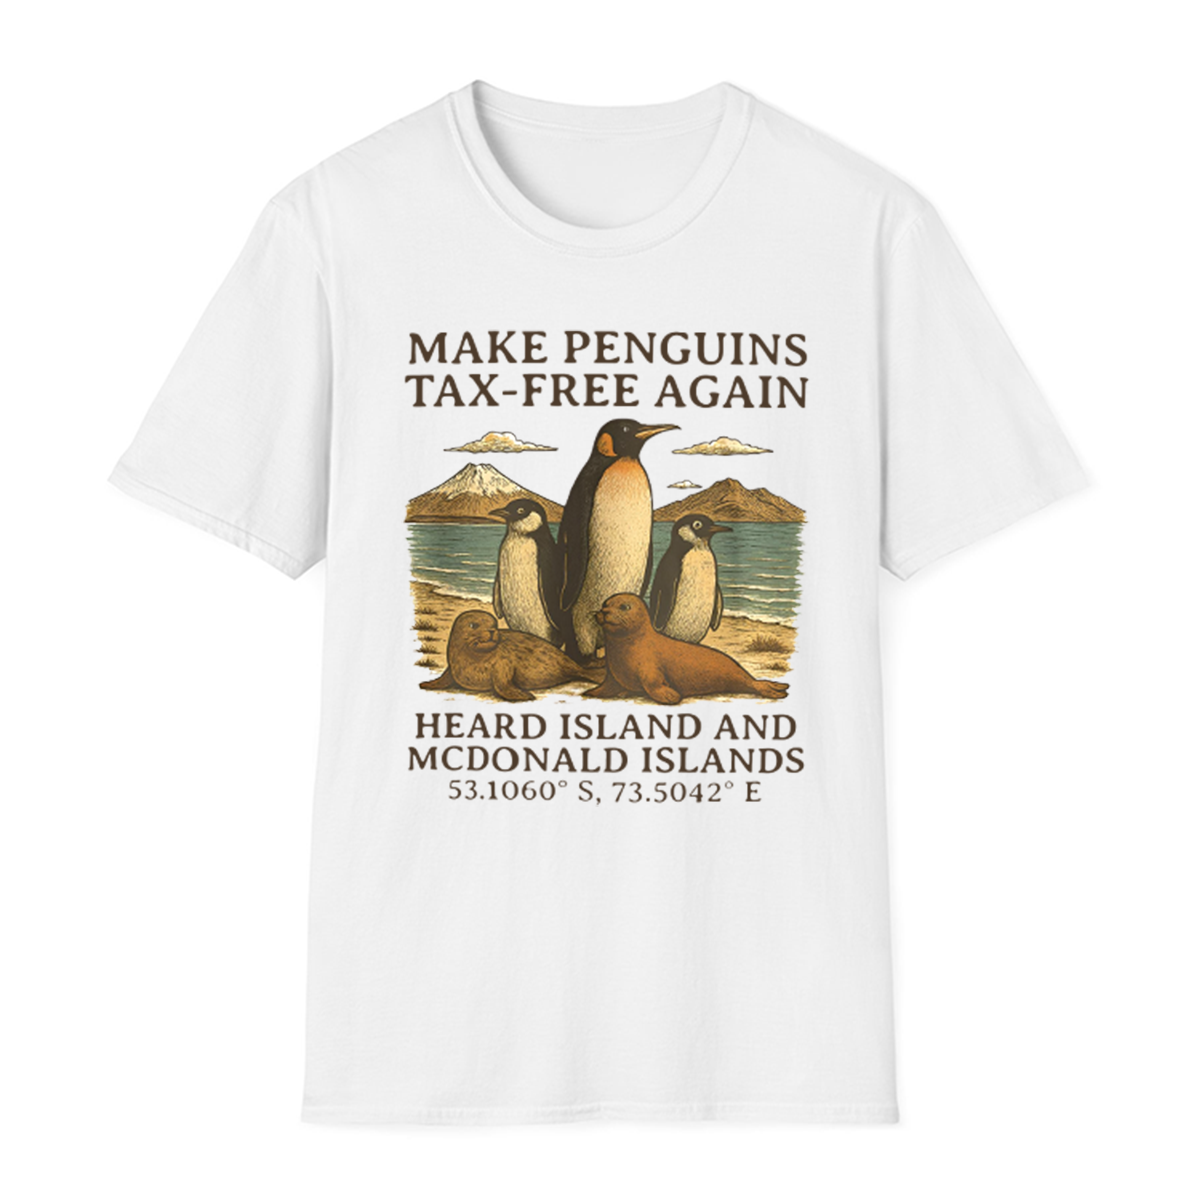 MAKE PENGUINS
TAX-FREE AGAIN
HEARD ISLAND AND
MCDONALD ISLANDS
53.1060° S, 73.5042° E